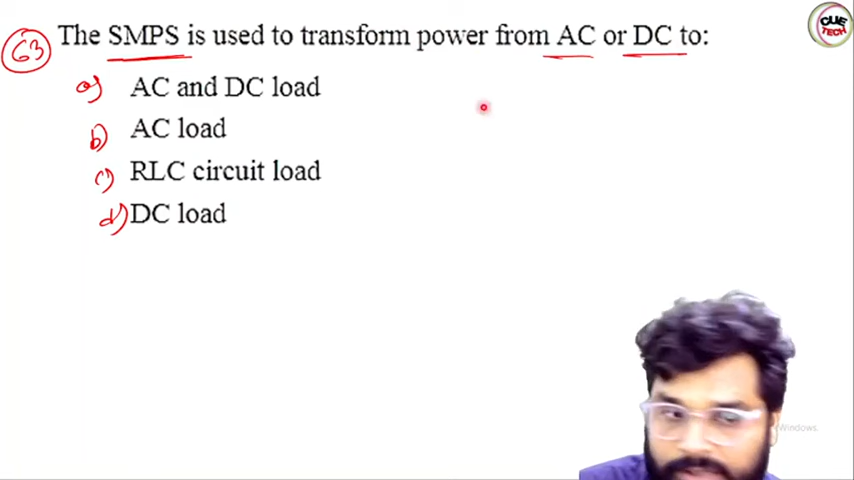 63 The SMPS is used to transform power from AC or DC to:
a) AC and DC load
b) AC load
c) RLC circuit load
d) DC load
CUE
TECH
Windows.